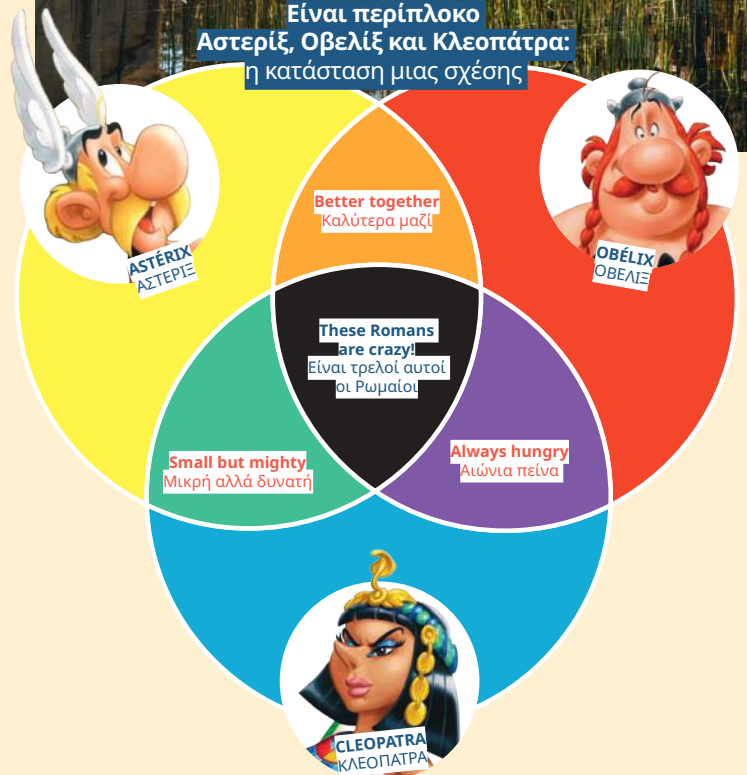 Είναι περίπλοκο
Αστερίξ, Οβελίξ και Κλεοπάτρα:
η κατάσταση μιας σχέσης
ASTÉRIX
ΑΣΤΕΡΙΞ
OBÉLIX
ΟΒΕΛΙΞ
Better together
Καλύτερα μαζί
These Romans
are crazy!
Είναι τρελοί αυτοί
οι Ρωμαίοι
Small but mighty
Μικρή αλλά δυνατή
Always hungry
Αιώνια πείνα
CLEOPATRA
ΚΛΕΟΠΑΤΡΑ